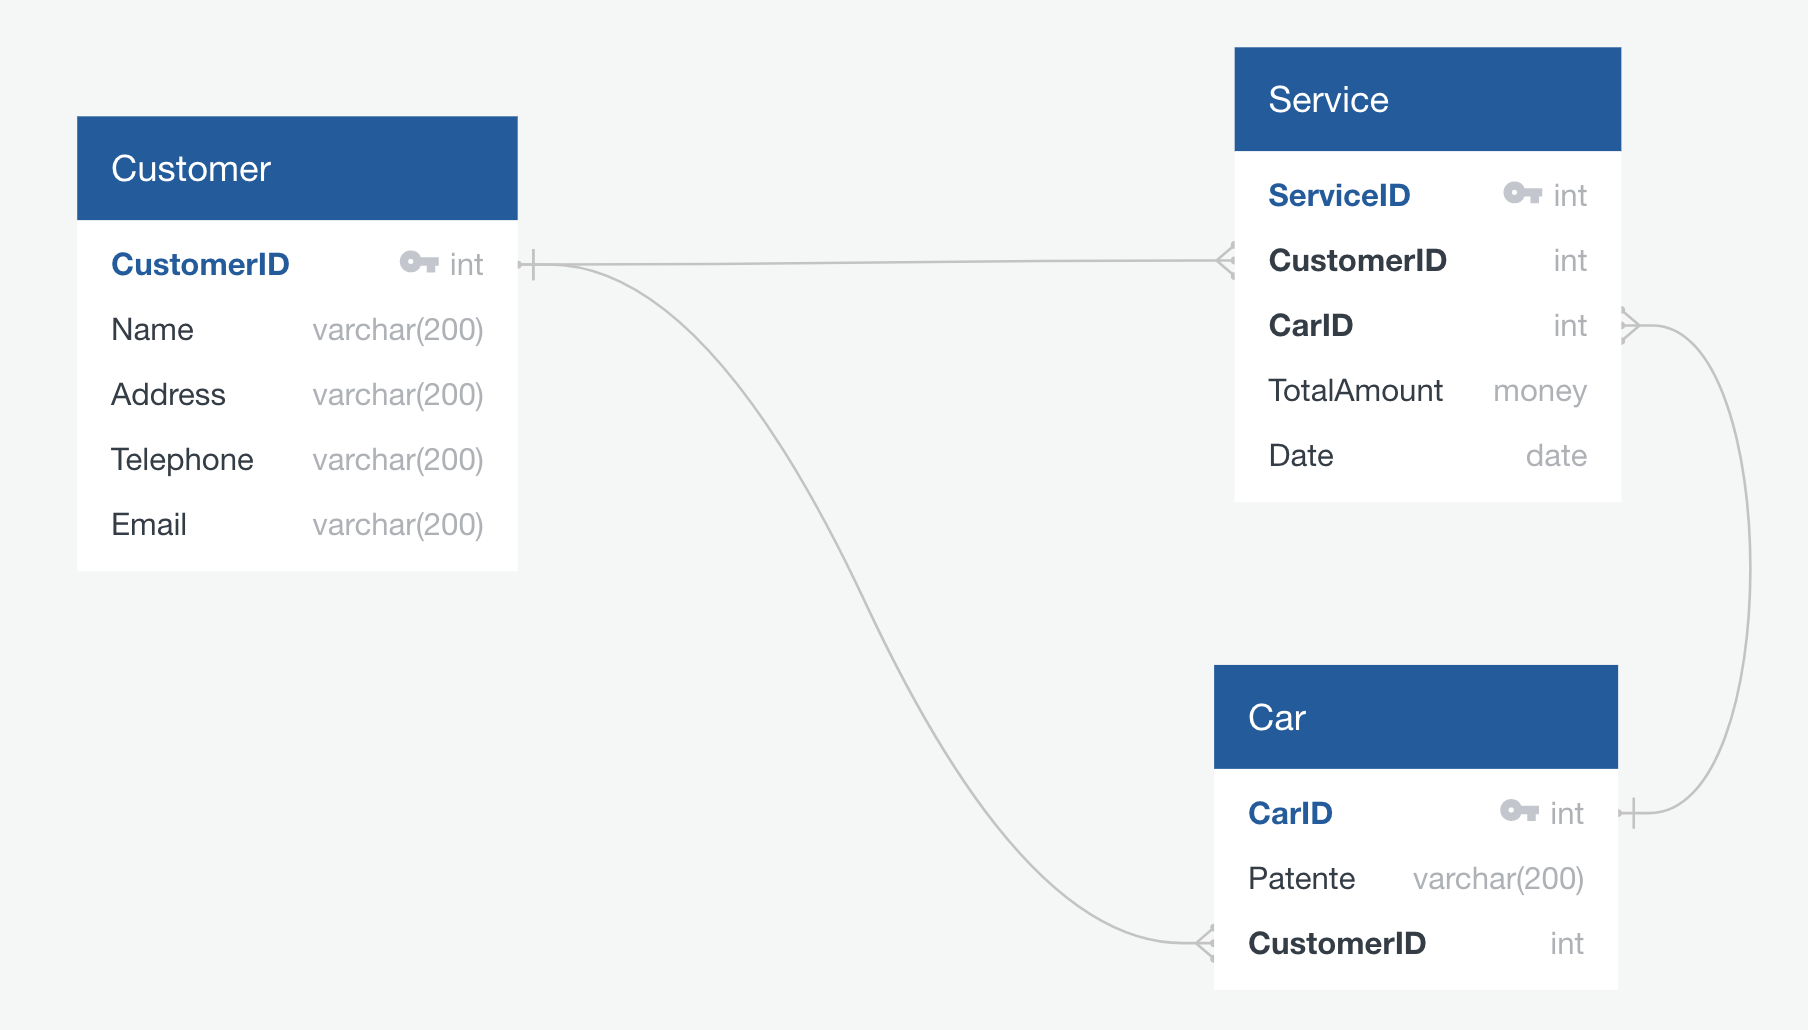 Customer
CustomerID int
Name varchar(200)
Address varchar(200)
Telephone varchar(200)
Email varchar(200)
Service
ServiceID int
CustomerID int
CarID int
TotalAmount money
Date date
Car
CarID int
Patente varchar(200)
CustomerID int